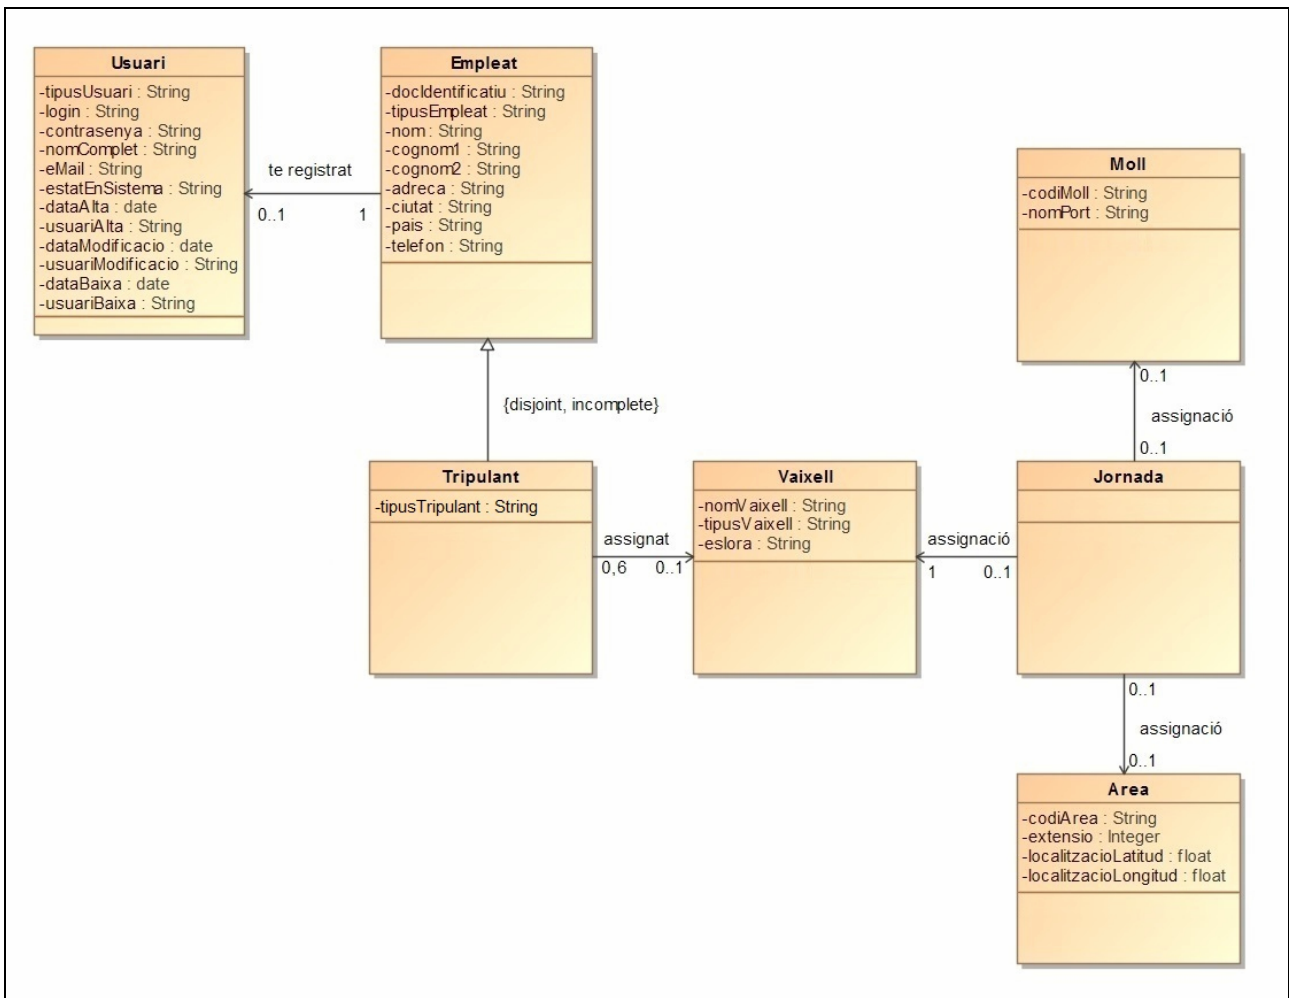 Usuari
-tipusUsuari : String
-login : String
-contrasenya : String
-nomComplet : String
-eMail : String
-estatEnSistema : String
-dataAlta : date
-usuariAlta : String
-dataModificacio : date
-usuariModificacio : String
-dataBaixa : date
-usuariBaixa : String
te registrat
0..1
1
Empleat
-docIdentificatiu : String
-tipusEmpleat : String
-nom : String
-cognom1 : String
-cognom2 : String
-adreca : String
-ciutat : String
-pais : String
-telefon : String
{disjoint, incomplete}
Moll
-codiMoll : String
-nomPort : String
0..1
assignació
0..1
Tripulant
-tipusTripulant : String
assignat
0,6
0..1
Vaixell
-nomVaixell : String
-tipusVaixell : String
-eslora : String
assignació
1
0..1
Jornada
0..1
assignació
0..1
Area
-codiArea : String
-extensio : Integer
-localitzacioLatitud : float
-localitzacioLongitud : float